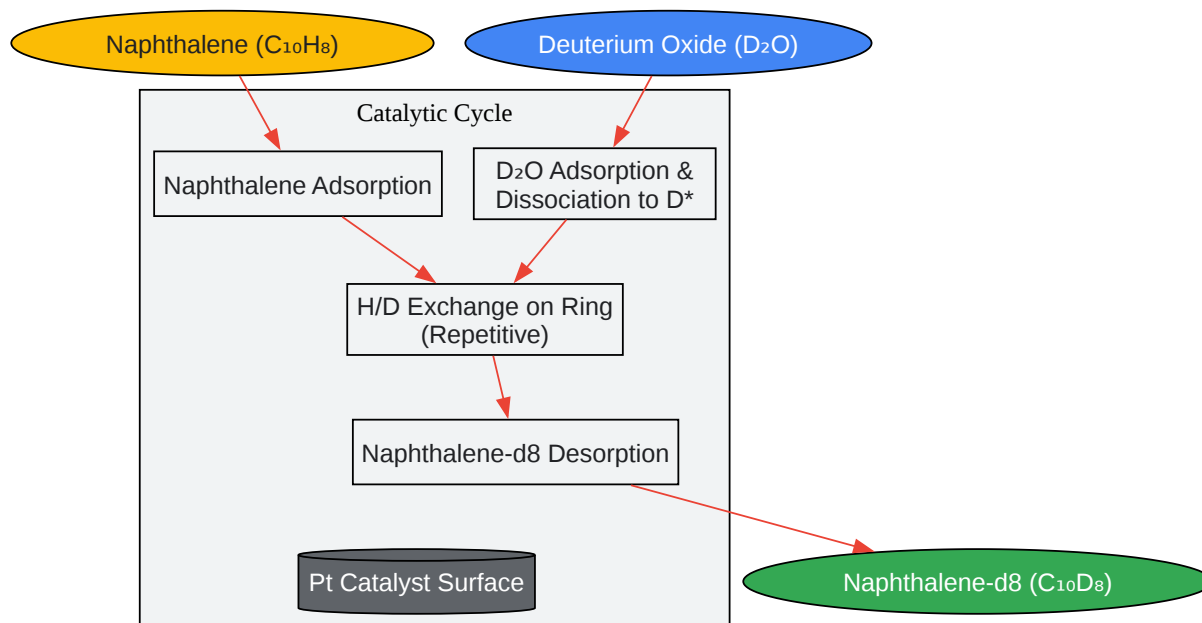 Naphthalene (C₁₀H₈)
Deuterium Oxide (D₂O)
Catalytic Cycle
Naphthalene Adsorption
D₂O Adsorption &
Dissociation to D*
H/D Exchange on Ring
(Repetitive)
Naphthalene-d8 Desorption
Pt Catalyst Surface
Naphthalene-d8 (C₁₀D₈)